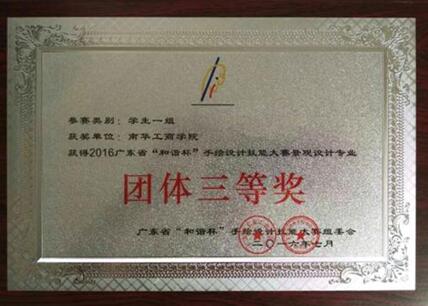 参赛类别：学生一组
获奖单位：南华工商学院
获得2016广东省“和谐杯”手绘设计技能大赛景观设计专业
团体三等奖
广东省“和谐杯”手绘设计技能大赛组委会
二〇一六年七月